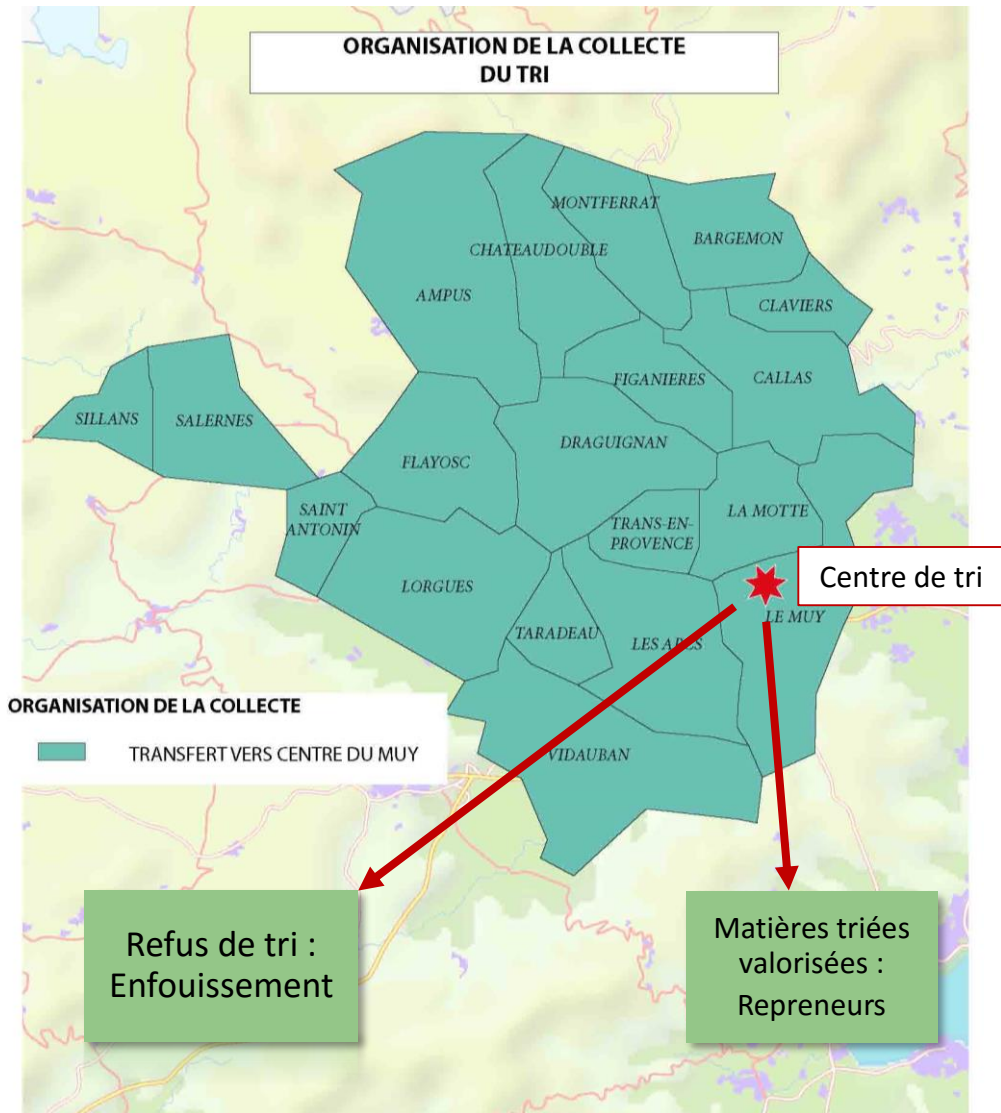 ORGANISATION DE LA COLLECTE
DU TRI
MONTFERRAT
CHATEAUDOUBLE
BARGEMON
AMPUS
CLAVIERS
FIGANIERES
CALLAS
SILLANS
SALERNES
FLAYOSC
DRAGUIGNAN
SAINT
ANTONIN
TRANS-EN-
PROVENCE
LA MOTTE
Centre de tri
LORGUES
LE MUY
TARADEAU
LES ARCS
ORGANISATION DE LA COLLECTE
TRANSFERT VERS CENTRE DU MUY
VIDAUBAN
Refus de tri :
Enfouissement
Matières triées
valorisées :
Repreneurs